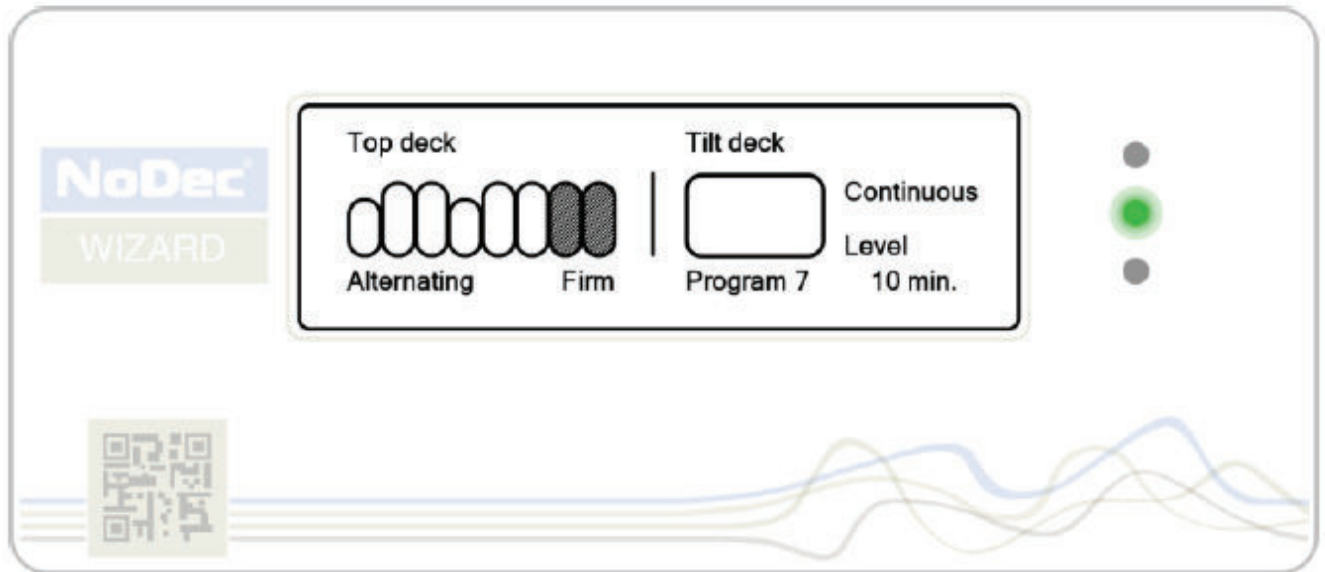 NoDec
WIZARD
Top deck
Alternating Firm
Tilt deck
Continuous
Level
Program 7 10 min.